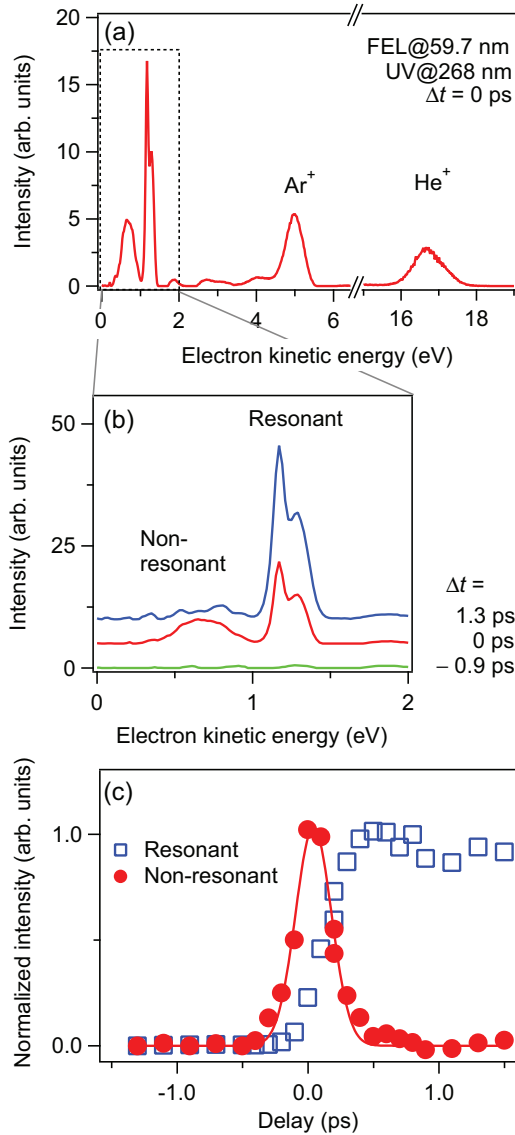 (a)
FEL@59.7 nm
UV@268 nm
Δt = 0 ps
Intensity (arb. units)
20
15
10
5
0
Ar+
He+
0 2 4 6 16 18
Electron kinetic energy (eV)
(b)
Resonant
Non-
resonant
Intensity (arb. units)
50
25
0
Δt =
1.3 ps
0 ps
– 0.9 ps
0 1 2
Electron kinetic energy (eV)
(c)
Normalized intensity (arb. units)
1.0
0.0
Resonant
Non-resonant
-1.0 0.0 1.0
Delay (ps)